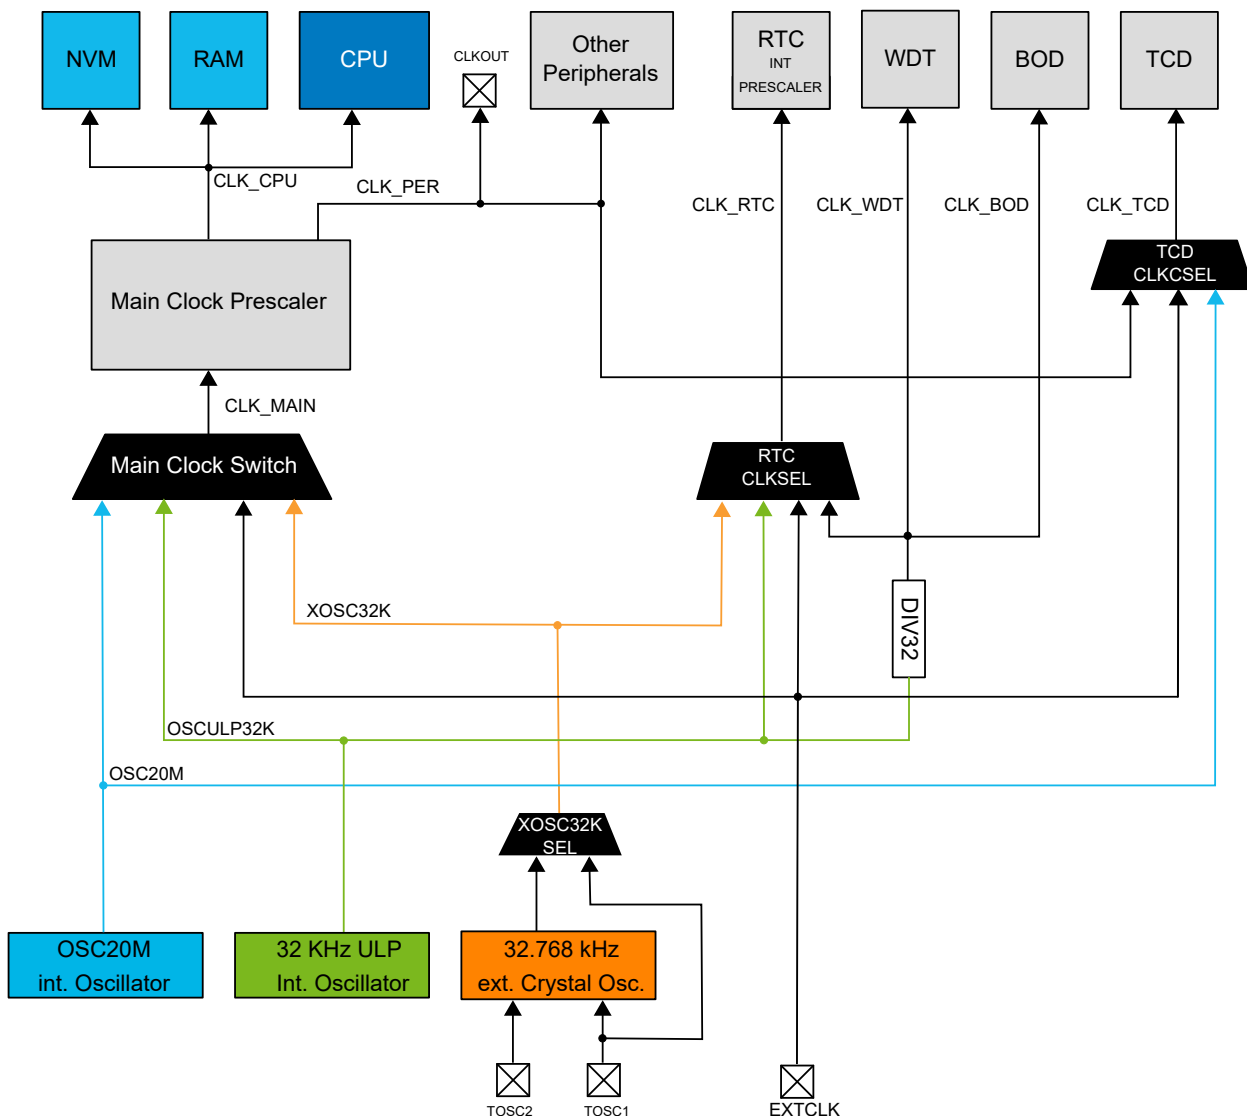 NVM
RAM
CPU
CLKOUT
Other
Peripherals
RTC
INT
PRESCALER
WDT
BOD
TCD
CLK_CPU
CLK_PER
CLK_RTC
CLK_WDT
CLK_BOD
CLK_TCD
TCD
CLKCSEL
Main Clock Prescaler
CLK_MAIN
Main Clock Switch
RTC
CLKSEL
XOSC32K
DIV32
OSCULP32K
OSC20M
XOSC32K
SEL
OSC20M
int. Oscillator
32 KHz ULP
Int. Oscillator
32.768 kHz
ext. Crystal Osc.
TOSC2
TOSC1
EXTCLK